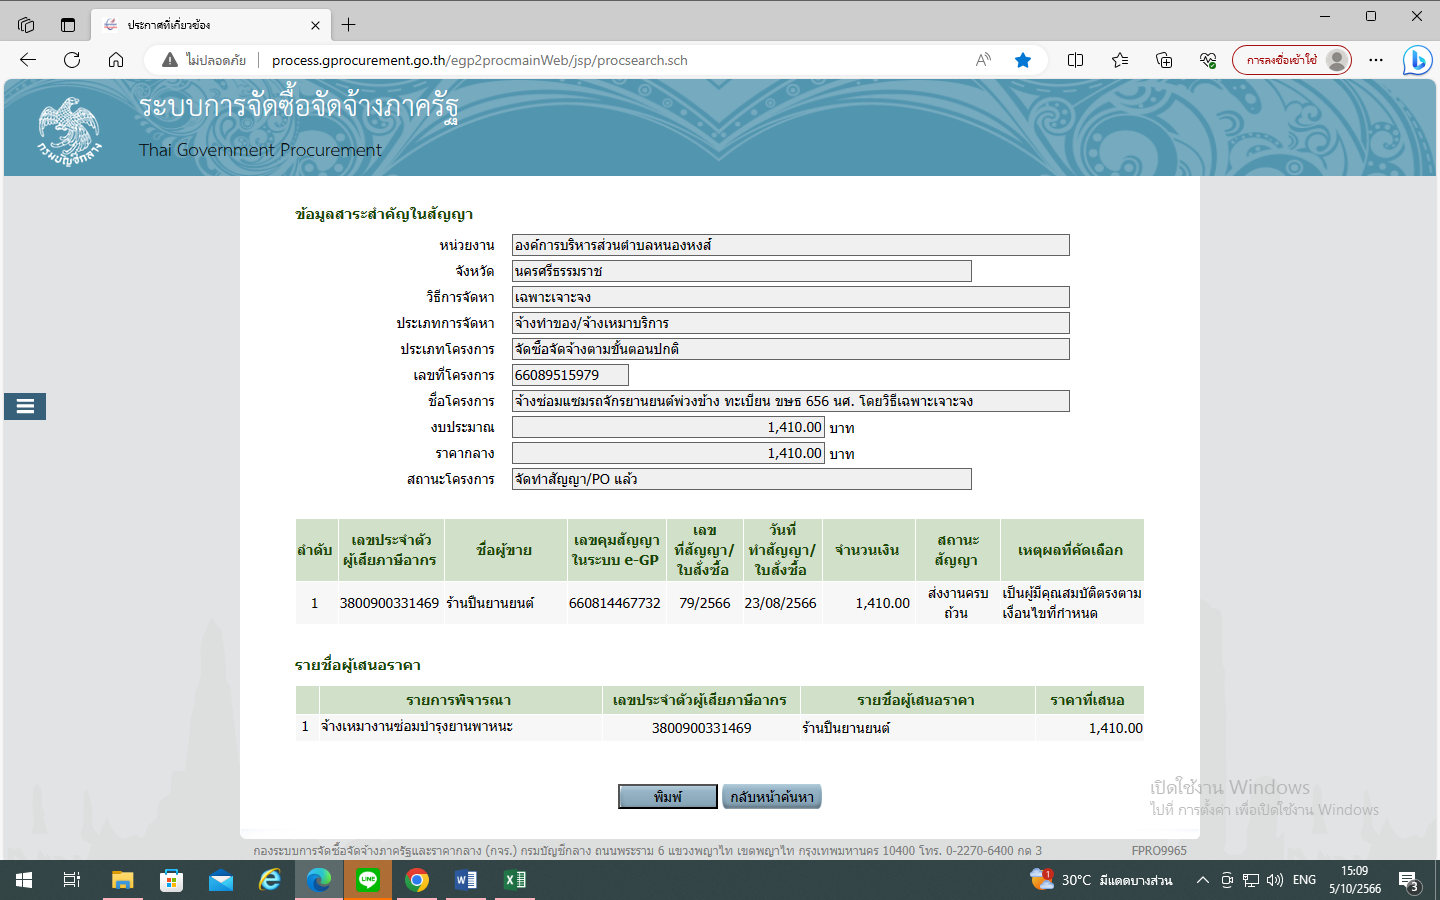 ประกาศที่เกี่ยวข้อง
ไม่ปลอดภัย
process.gprocurement.go.th/egp2procmainWeb/jsp/procsearch.sch
การลงชื่อเข้าใช้
ระบบการจัดซื้อจัดจ้างภาครัฐ
Thai Government Procurement
กรมบัญชีกลาง
ข้อมูลสาระสำคัญในสัญญา
หน่วยงาน องค์การบริหารส่วนตำบลหนองหงส์
จังหวัด นครศรีธรรมราช
วิธีการจัดหา เฉพาะเจาะจง
ประเภทการจัดหา จ้างทำของ/จ้างเหมาบริการ
ประเภทโครงการ จัดซื้อจัดจ้างตามขั้นตอนปกติ
เลขที่โครงการ 66089515979
ชื่อโครงการ จ้างซ่อมแซมรถจักรยานยนต์พ่วงข้าง ทะเบียน ขษธ 656 นศ. โดยวิธีเฉพาะเจาะจง
งบประมาณ 1,410.00 บาท
ราคากลาง 1,410.00 บาท
สถานะโครงการ จัดทำสัญญา/PO แล้ว
ลำดับ เลขประจำตัวผู้เสียภาษีอากร ชื่อผู้ขาย เลขคุมสัญญาในระบบ e-GP เลขที่สัญญา/ใบสั่งซื้อ วันที่ทำสัญญา/ใบสั่งซื้อ จำนวนเงิน สถานะสัญญา เหตุผลที่คัดเลือก
1 3800900331469 ร้านปืนยานยนต์ 660814467732 79/2566 23/08/2566 1,410.00 ส่งงานครบถ้วน เป็นผู้มีคุณสมบัติตรงตามเงื่อนไขที่กำหนด
รายชื่อผู้เสนอราคา
รายการพิจารณา เลขประจำตัวผู้เสียภาษีอากร รายชื่อผู้เสนอราคา ราคาที่เสนอ
1 จ้างเหมางานซ่อมบำรุงยานพาหนะ 3800900331469 ร้านปืนยานยนต์ 1,410.00
พิมพ์ กลับหน้าค้นหา
เปิดใช้งาน Windows
ไปที่ การตั้งค่า เพื่อเปิดใช้งาน Windows
กองระบบการจัดซื้อจัดจ้างภาครัฐและราคากลาง (กจร.) กรมบัญชีกลาง ถนนพระราม 6 แขวงพญาไท เขตพญาไท กรุงเทพมหานคร 10400 โทร. 0-2270-6400 กด 3 FPRO9965
1 30°C มีแดดบางส่วน ENG 15:09
5/10/2566 3